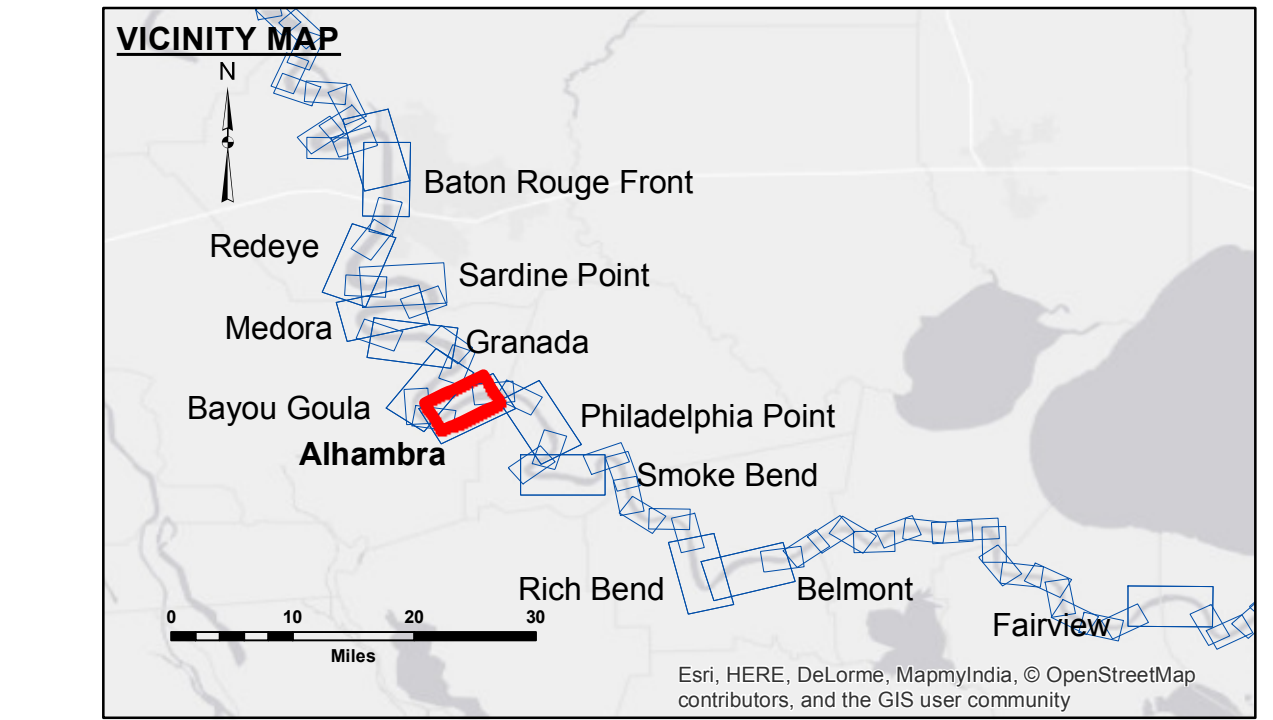 VICINITY MAP
N
Baton Rouge Front
Redeye
Sardine Point
Medora
Granada
Bayou Goula
Philadelphia Point
Alhambra
Smoke Bend
Rich Bend
Belmont
Fairview
0 10 20 30
Miles
Esri, HERE, DeLorme, MapmyIndia, © OpenStreetMap
contributors, and the GIS user community